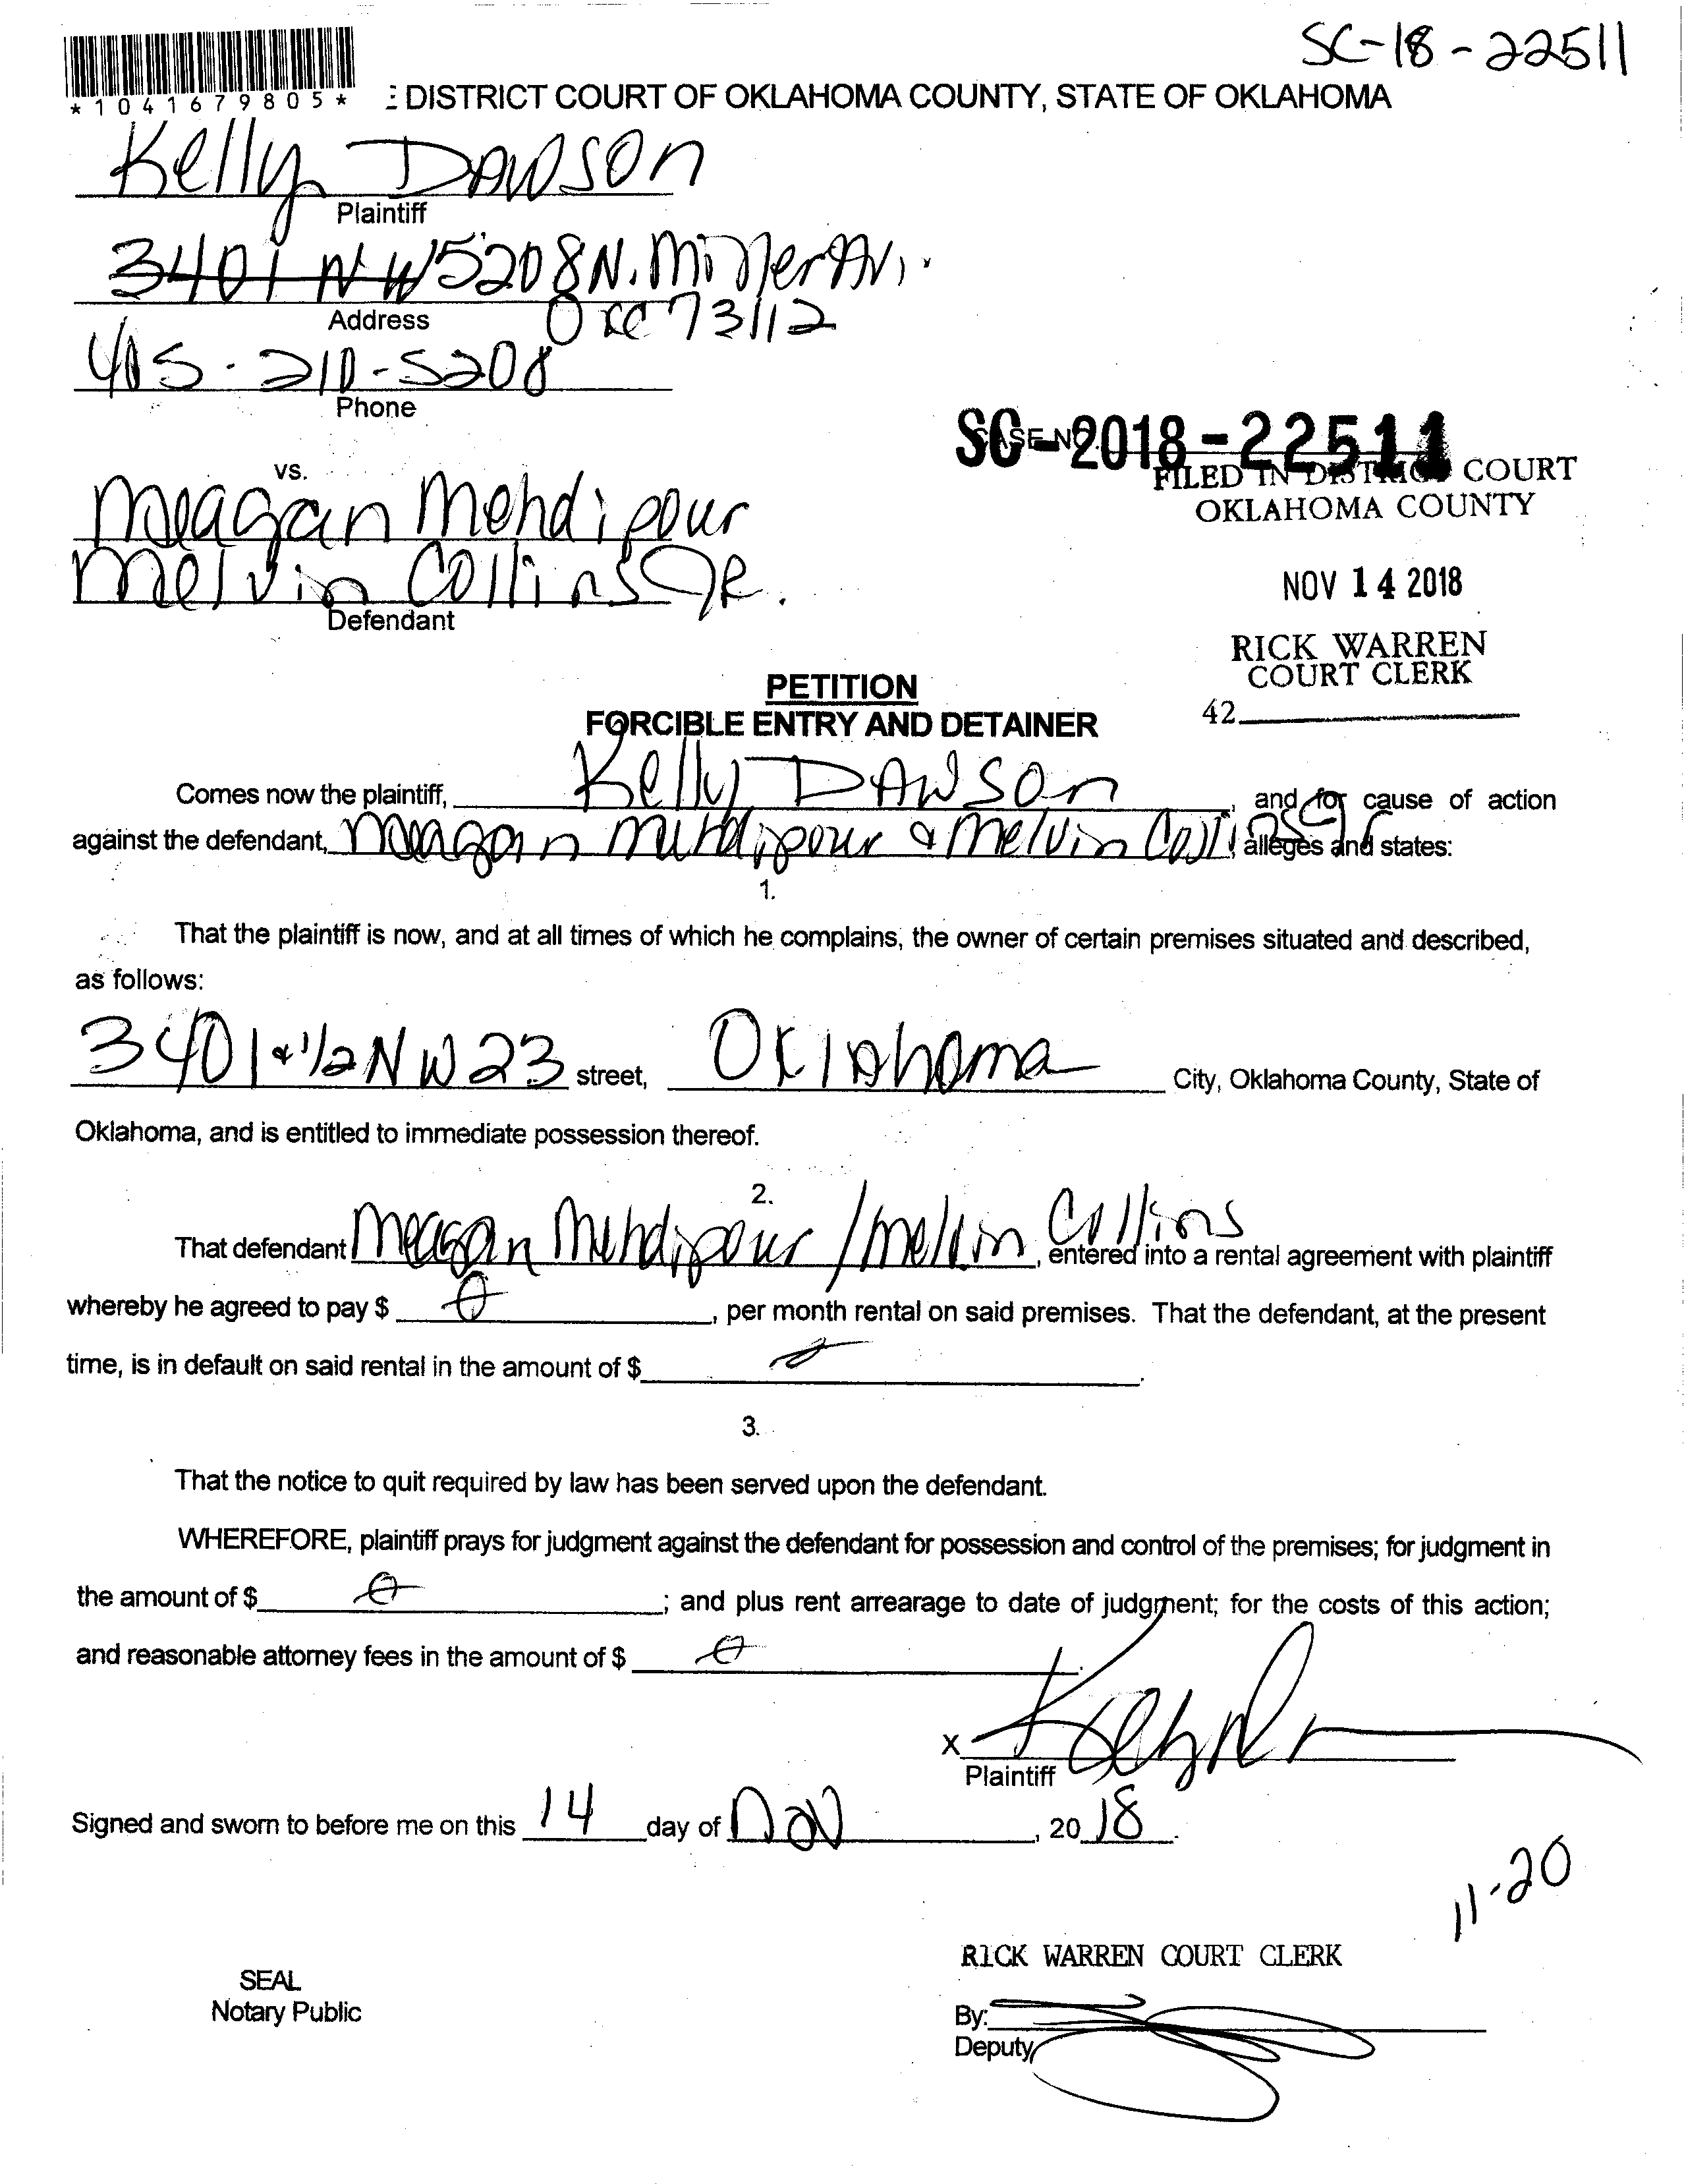 SC-18-22511
*1041679805*
DISTRICT COURT OF OKLAHOMA COUNTY, STATE OF OKLAHOMA
Kelly Dawson
Plaintiff
3401 NW 5208 N. Miller Av.
Address OKC 73112
405-210-5208
Phone
SC-2018-22511
CASE NO.
FILED IN DISTRICT COURT
OKLAHOMA COUNTY
vs.
Meagan Mehdipour
Melvin Collins JR.
Defendant
NOV 14 2018
RICK WARREN
COURT CLERK
42
PETITION
FORCIBLE ENTRY AND DETAINER
Comes now the plaintiff, Kelly Dawson, and for cause of action
against the defendant, Meagan Mehdipour & Melvin Collins Jr alleges and states:
1.
That the plaintiff is now, and at all times of which he complains, the owner of certain premises situated and described,
as follows:
3401 & 1/2 NW 23 street, Oklahoma City, Oklahoma County, State of
Oklahoma, and is entitled to immediate possession thereof.
2.
That defendant Meagan Mehdipour / Melvin Collins, entered into a rental agreement with plaintiff
whereby he agreed to pay $ 0, per month rental on said premises. That the defendant, at the present
time, is in default on said rental in the amount of $ 0.
3.
That the notice to quit required by law has been served upon the defendant.
WHEREFORE, plaintiff prays for judgment against the defendant for possession and control of the premises; for judgment in
the amount of $ 0; and plus rent arrearage to date of judgment; for the costs of this action;
and reasonable attorney fees in the amount of $ 0.
X
Plaintiff
Signed and sworn to before me on this 14 day of Nov, 20 18.
11-20
RICK WARREN COURT CLERK
SEAL
Notary Public
By:
Deputy